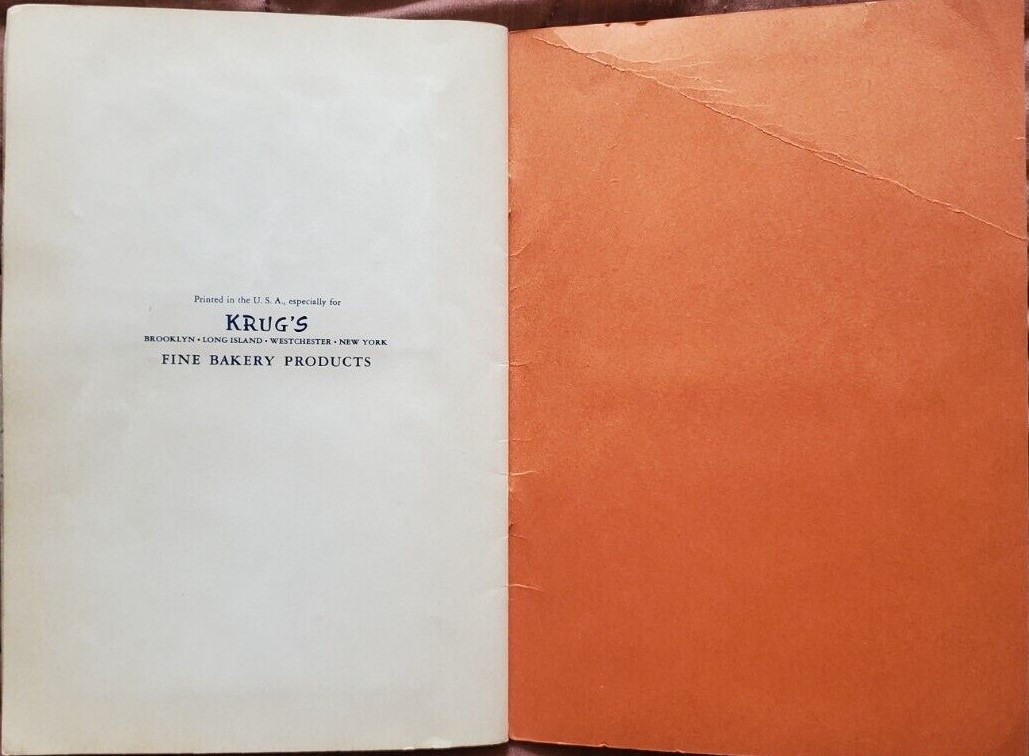 Printed in the U. S. A., especially for
KRUG'S
BROOKLYN • LONG ISLAND • WESTCHESTER • NEW YORK
FINE BAKERY PRODUCTS